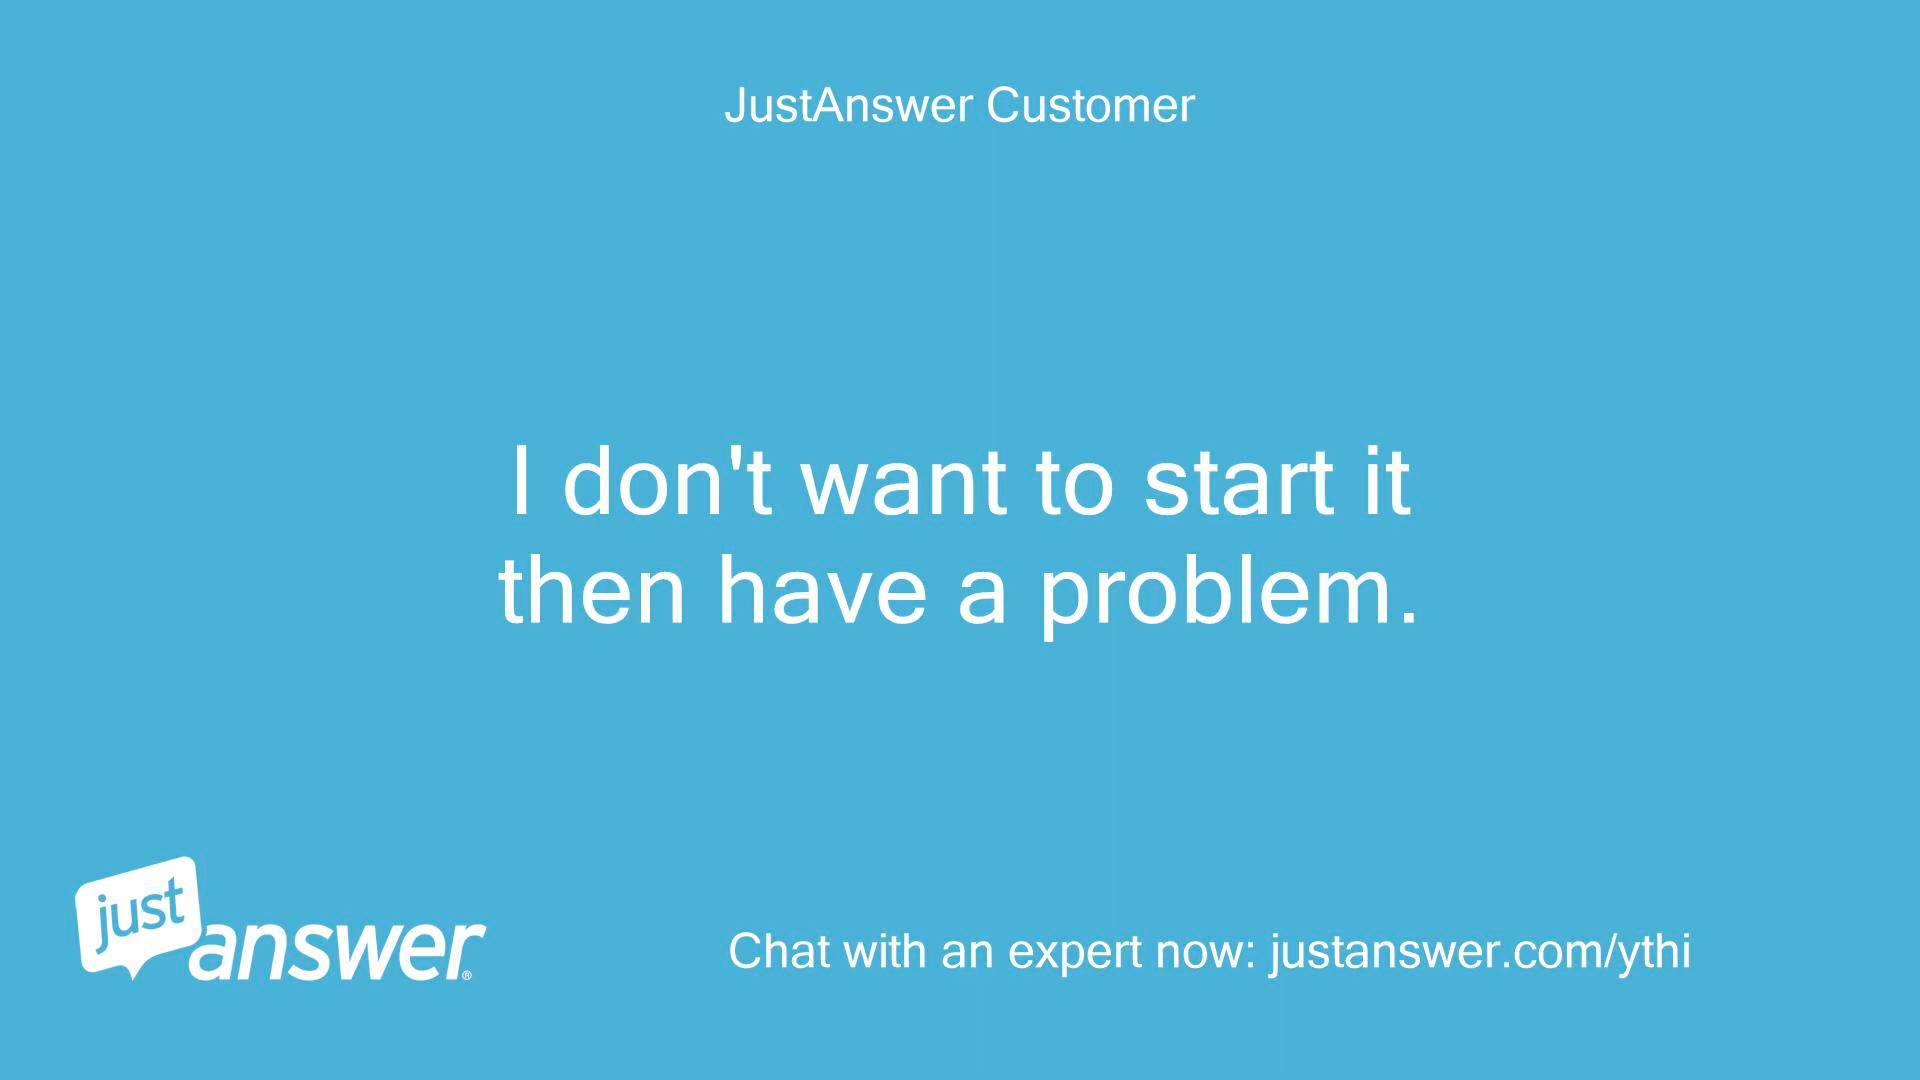 JustAnswer Customer
I don't want to start it
then have a problem.
just
answer®
Chat with an expert now: justanswer.com/ythi